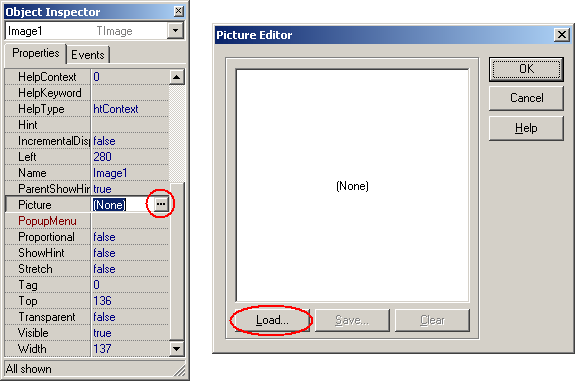 Object Inspector
Image1 TImage
Properties Events
HelpContext 0
HelpKeyword
HelpType htContext
Hint
IncrementalDisp false
Left 280
Name Image1
ParentShowHin true
Picture (None) ...
PopupMenu
Proportional false
ShowHint false
Stretch false
Tag 0
Top 136
Transparent false
Visible true
Width 137
All shown
Picture Editor
(None)
OK
Cancel
Help
Load... Save... Clear